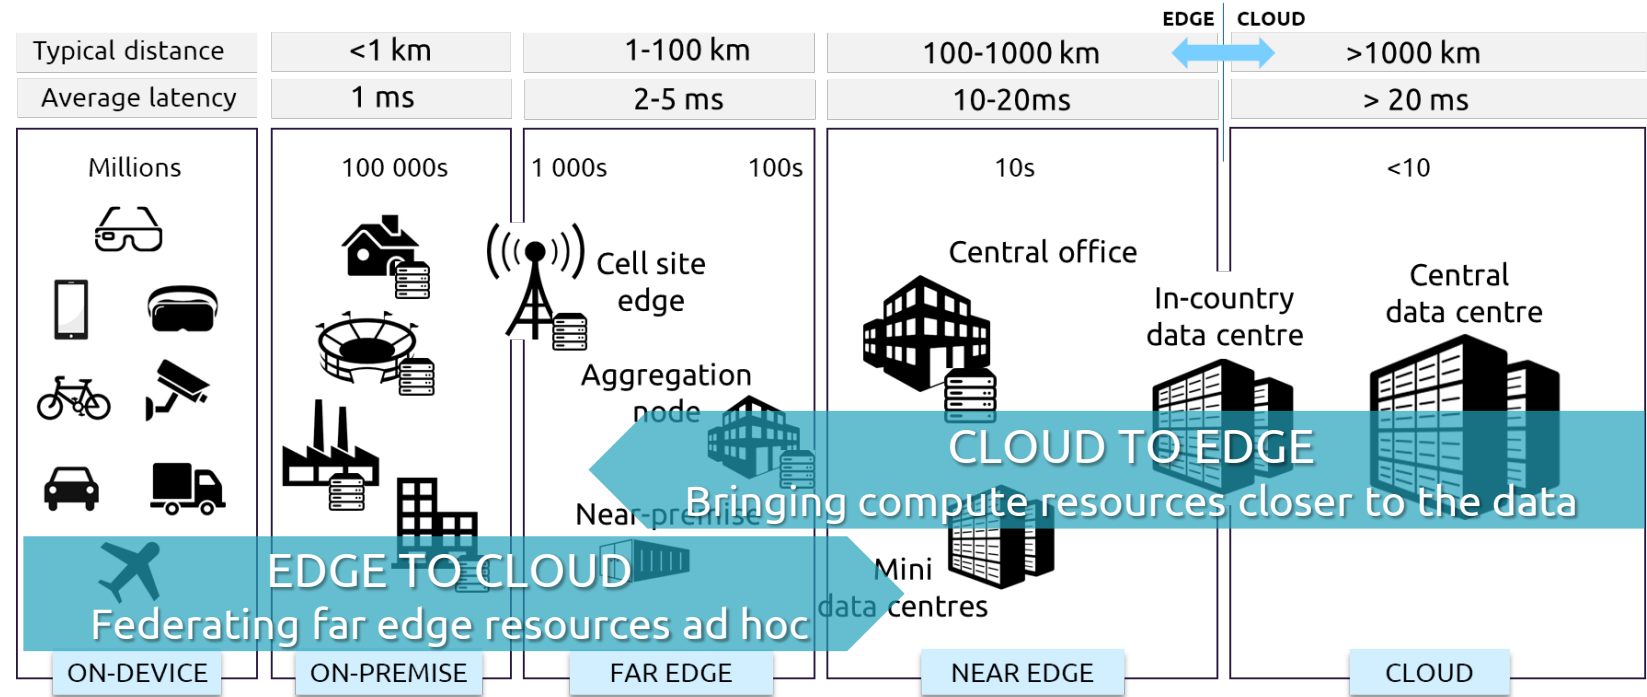 EDGE CLOUD
Typical distance <1 km 1-100 km 100-1000 km >1000 km
Average latency 1 ms 2-5 ms 10-20ms > 20 ms
Millions 100 000s 1 000s 100s 10s <10
Cell site
edge
Aggregation
node
Near-premise
Central office
Mini
data centres
In-country
data centre
Central
data centre
CLOUD TO EDGE
Bringing compute resources closer to the data
EDGE TO CLOUD
Federating far edge resources ad hoc
ON-DEVICE ON-PREMISE FAR EDGE NEAR EDGE CLOUD